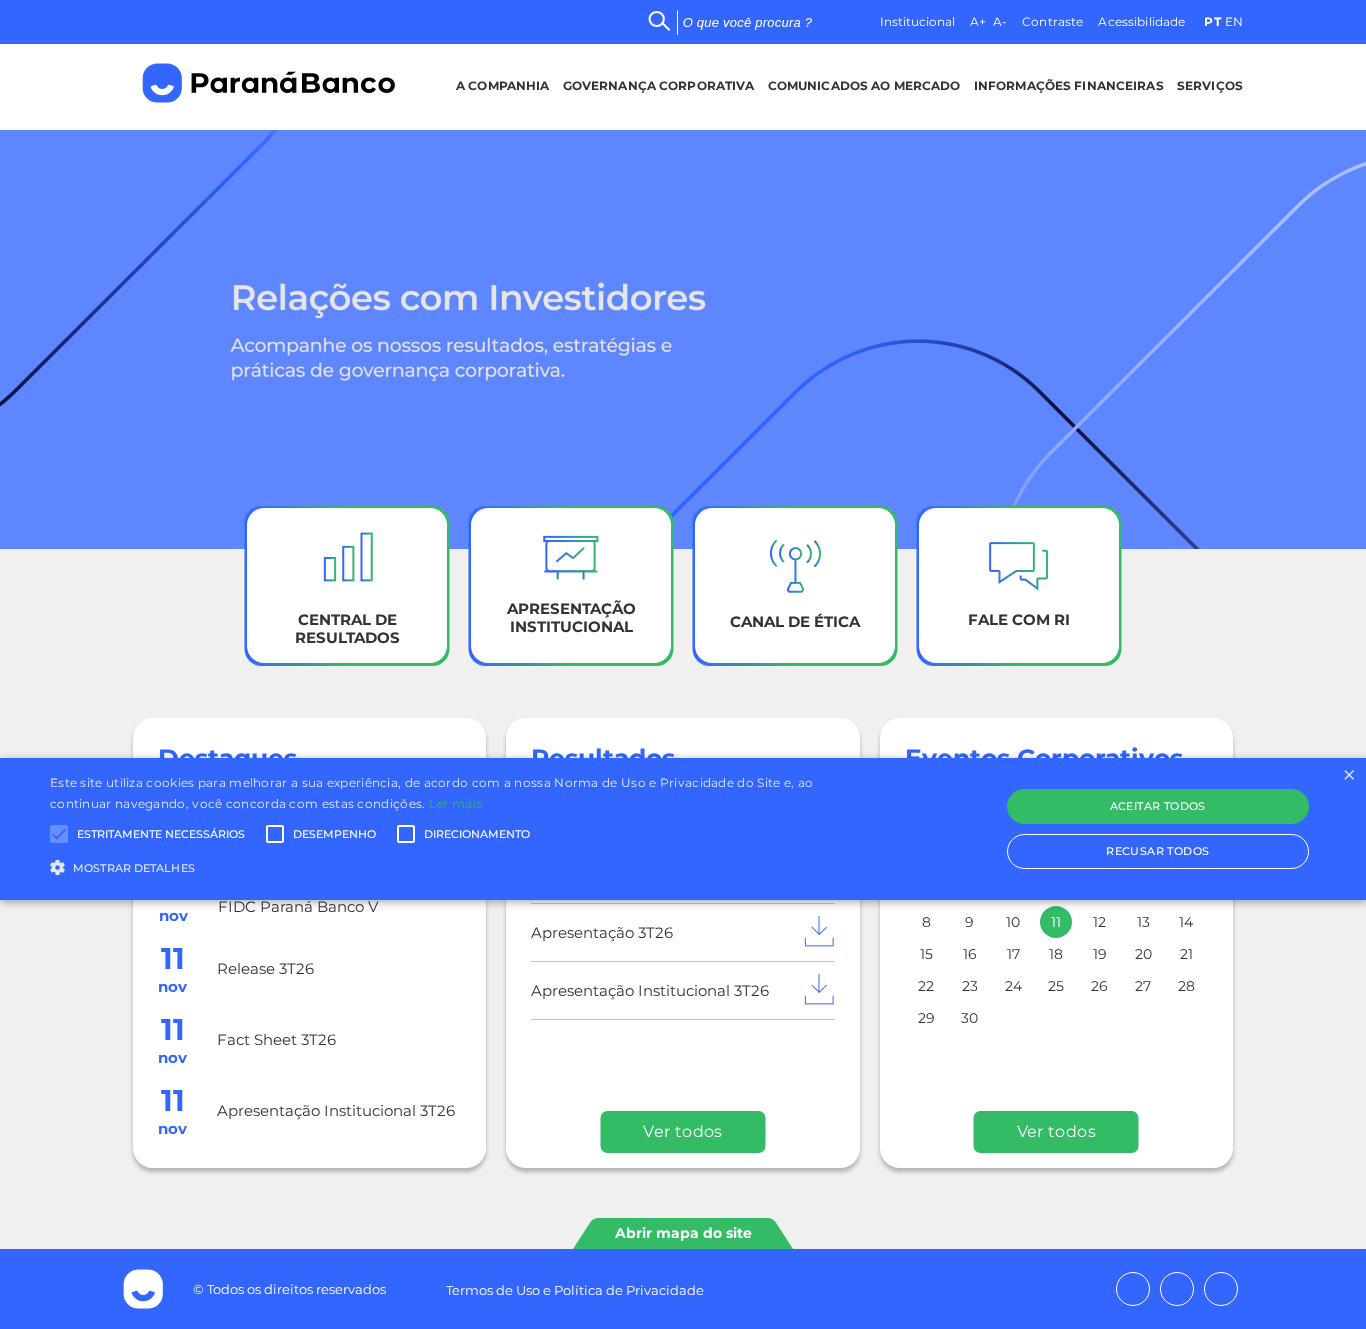 O que você procura ?
Institucional A+ A- Contraste Acessibilidade PT EN
ParanáBanco
A COMPANHIA GOVERNANÇA CORPORATIVA COMUNICADOS AO MERCADO INFORMAÇÕES FINANCEIRAS SERVIÇOS
Relações com Investidores
Acompanhe os nossos resultados, estratégias e
práticas de governança corporativa.
CENTRAL DE
RESULTADOS
APRESENTAÇÃO
INSTITUCIONAL
CANAL DE ÉTICA
FALE COM RI
Destaques
Resultados
Eventos Corporativos
Este site utiliza cookies para melhorar a sua experiência, de acordo com a nossa Norma de Uso e Privacidade do Site e, ao
continuar navegando, você concorda com estas condições. Ler mais
ESTRITAMENTE NECESSÁRIOS DESEMPENHO DIRECIONAMENTO
MOSTRAR DETALHES
×
ACEITAR TODOS
RECUSAR TODOS
nov
FIDC Paraná Banco V
11
nov
Release 3T26
11
nov
Fact Sheet 3T26
11
nov
Apresentação Institucional 3T26
Apresentação 3T26
Apresentação Institucional 3T26
Ver todos
8 9 10 11 12 13 14
15 16 17 18 19 20 21
22 23 24 25 26 27 28
29 30
Ver todos
Abrir mapa do site
© Todos os direitos reservados
Termos de Uso e Política de Privacidade